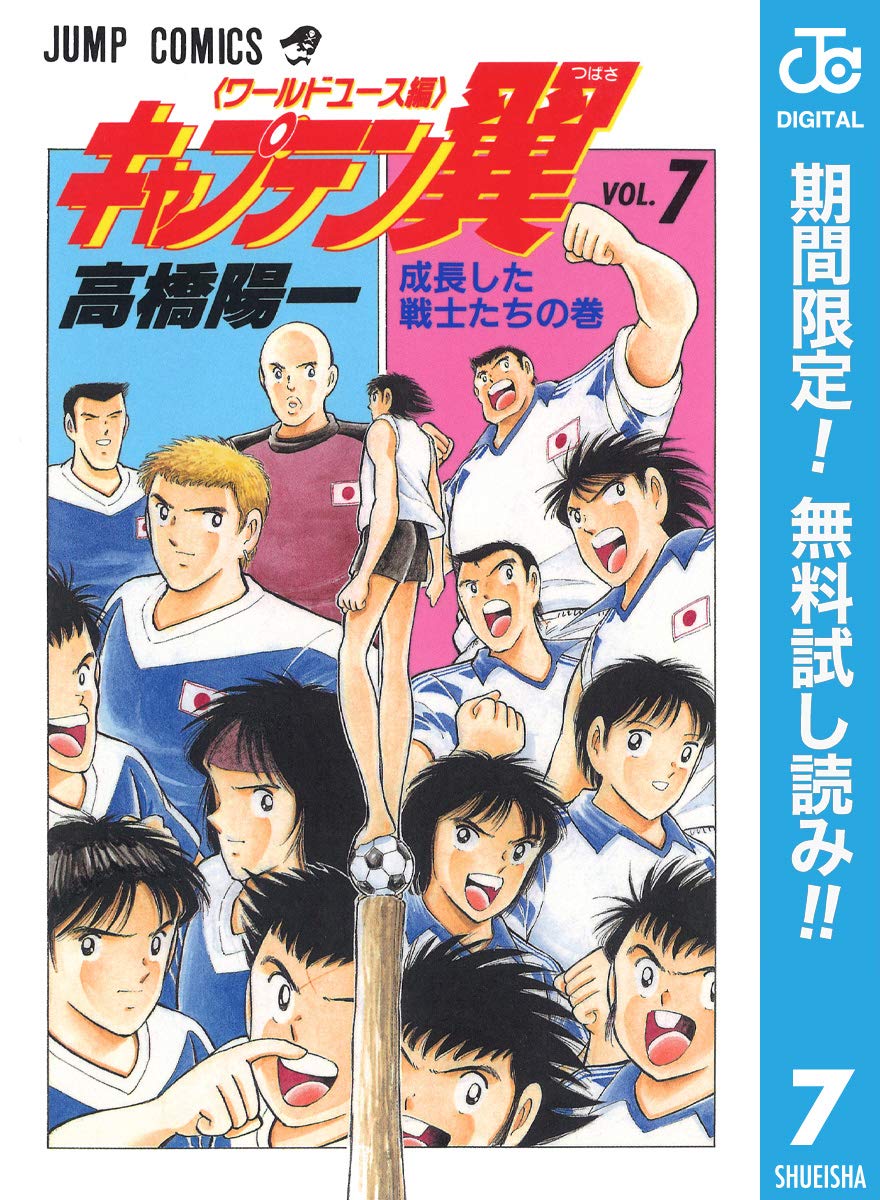 JUMP COMICS
〈ワールドユース編〉
キャプテン翼
つばさ
VOL.7
高橋陽一
成長した
戦士たちの巻
DIGITAL
期間限定！無料試し読み!!
7
SHUEISHA